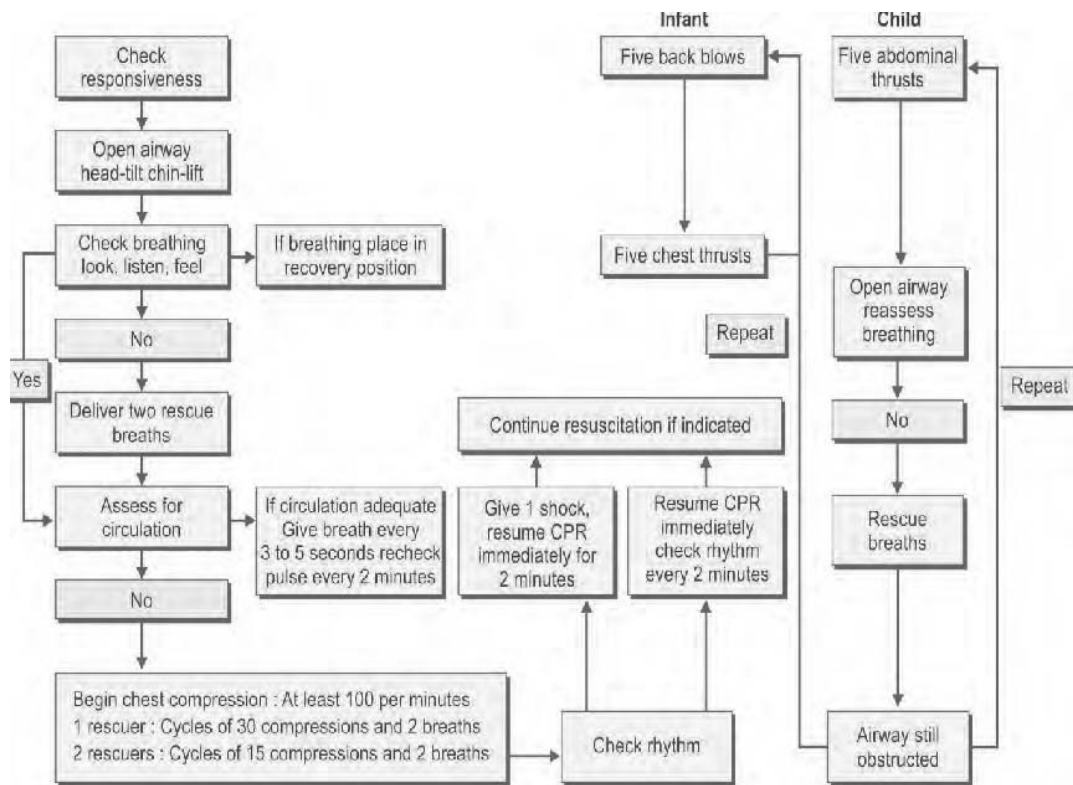 Check
responsiveness
Open airway
head-tilt chin-lift
Check breathing
look, listen, feel
If breathing place in
recovery position
No
Yes
Deliver two rescue
breaths
Assess for
circulation
If circulation adequate
Give breath every
3 to 5 seconds recheck
pulse every 2 minutes
No
Begin chest compression : At least 100 per minutes
1 rescuer : Cycles of 30 compressions and 2 breaths
2 rescuers : Cycles of 15 compressions and 2 breaths
Check rhythm
Give 1 shock,
resume CPR
immediately for
2 minutes
Resume CPR
immediately
check rhythm
every 2 minutes
Continue resuscitation if indicated
Infant
Five back blows
Five chest thrusts
Repeat
Child
Five abdominal
thrusts
Open airway
reassess
breathing
No
Rescue
breaths
Airway still
obstructed
Repeat